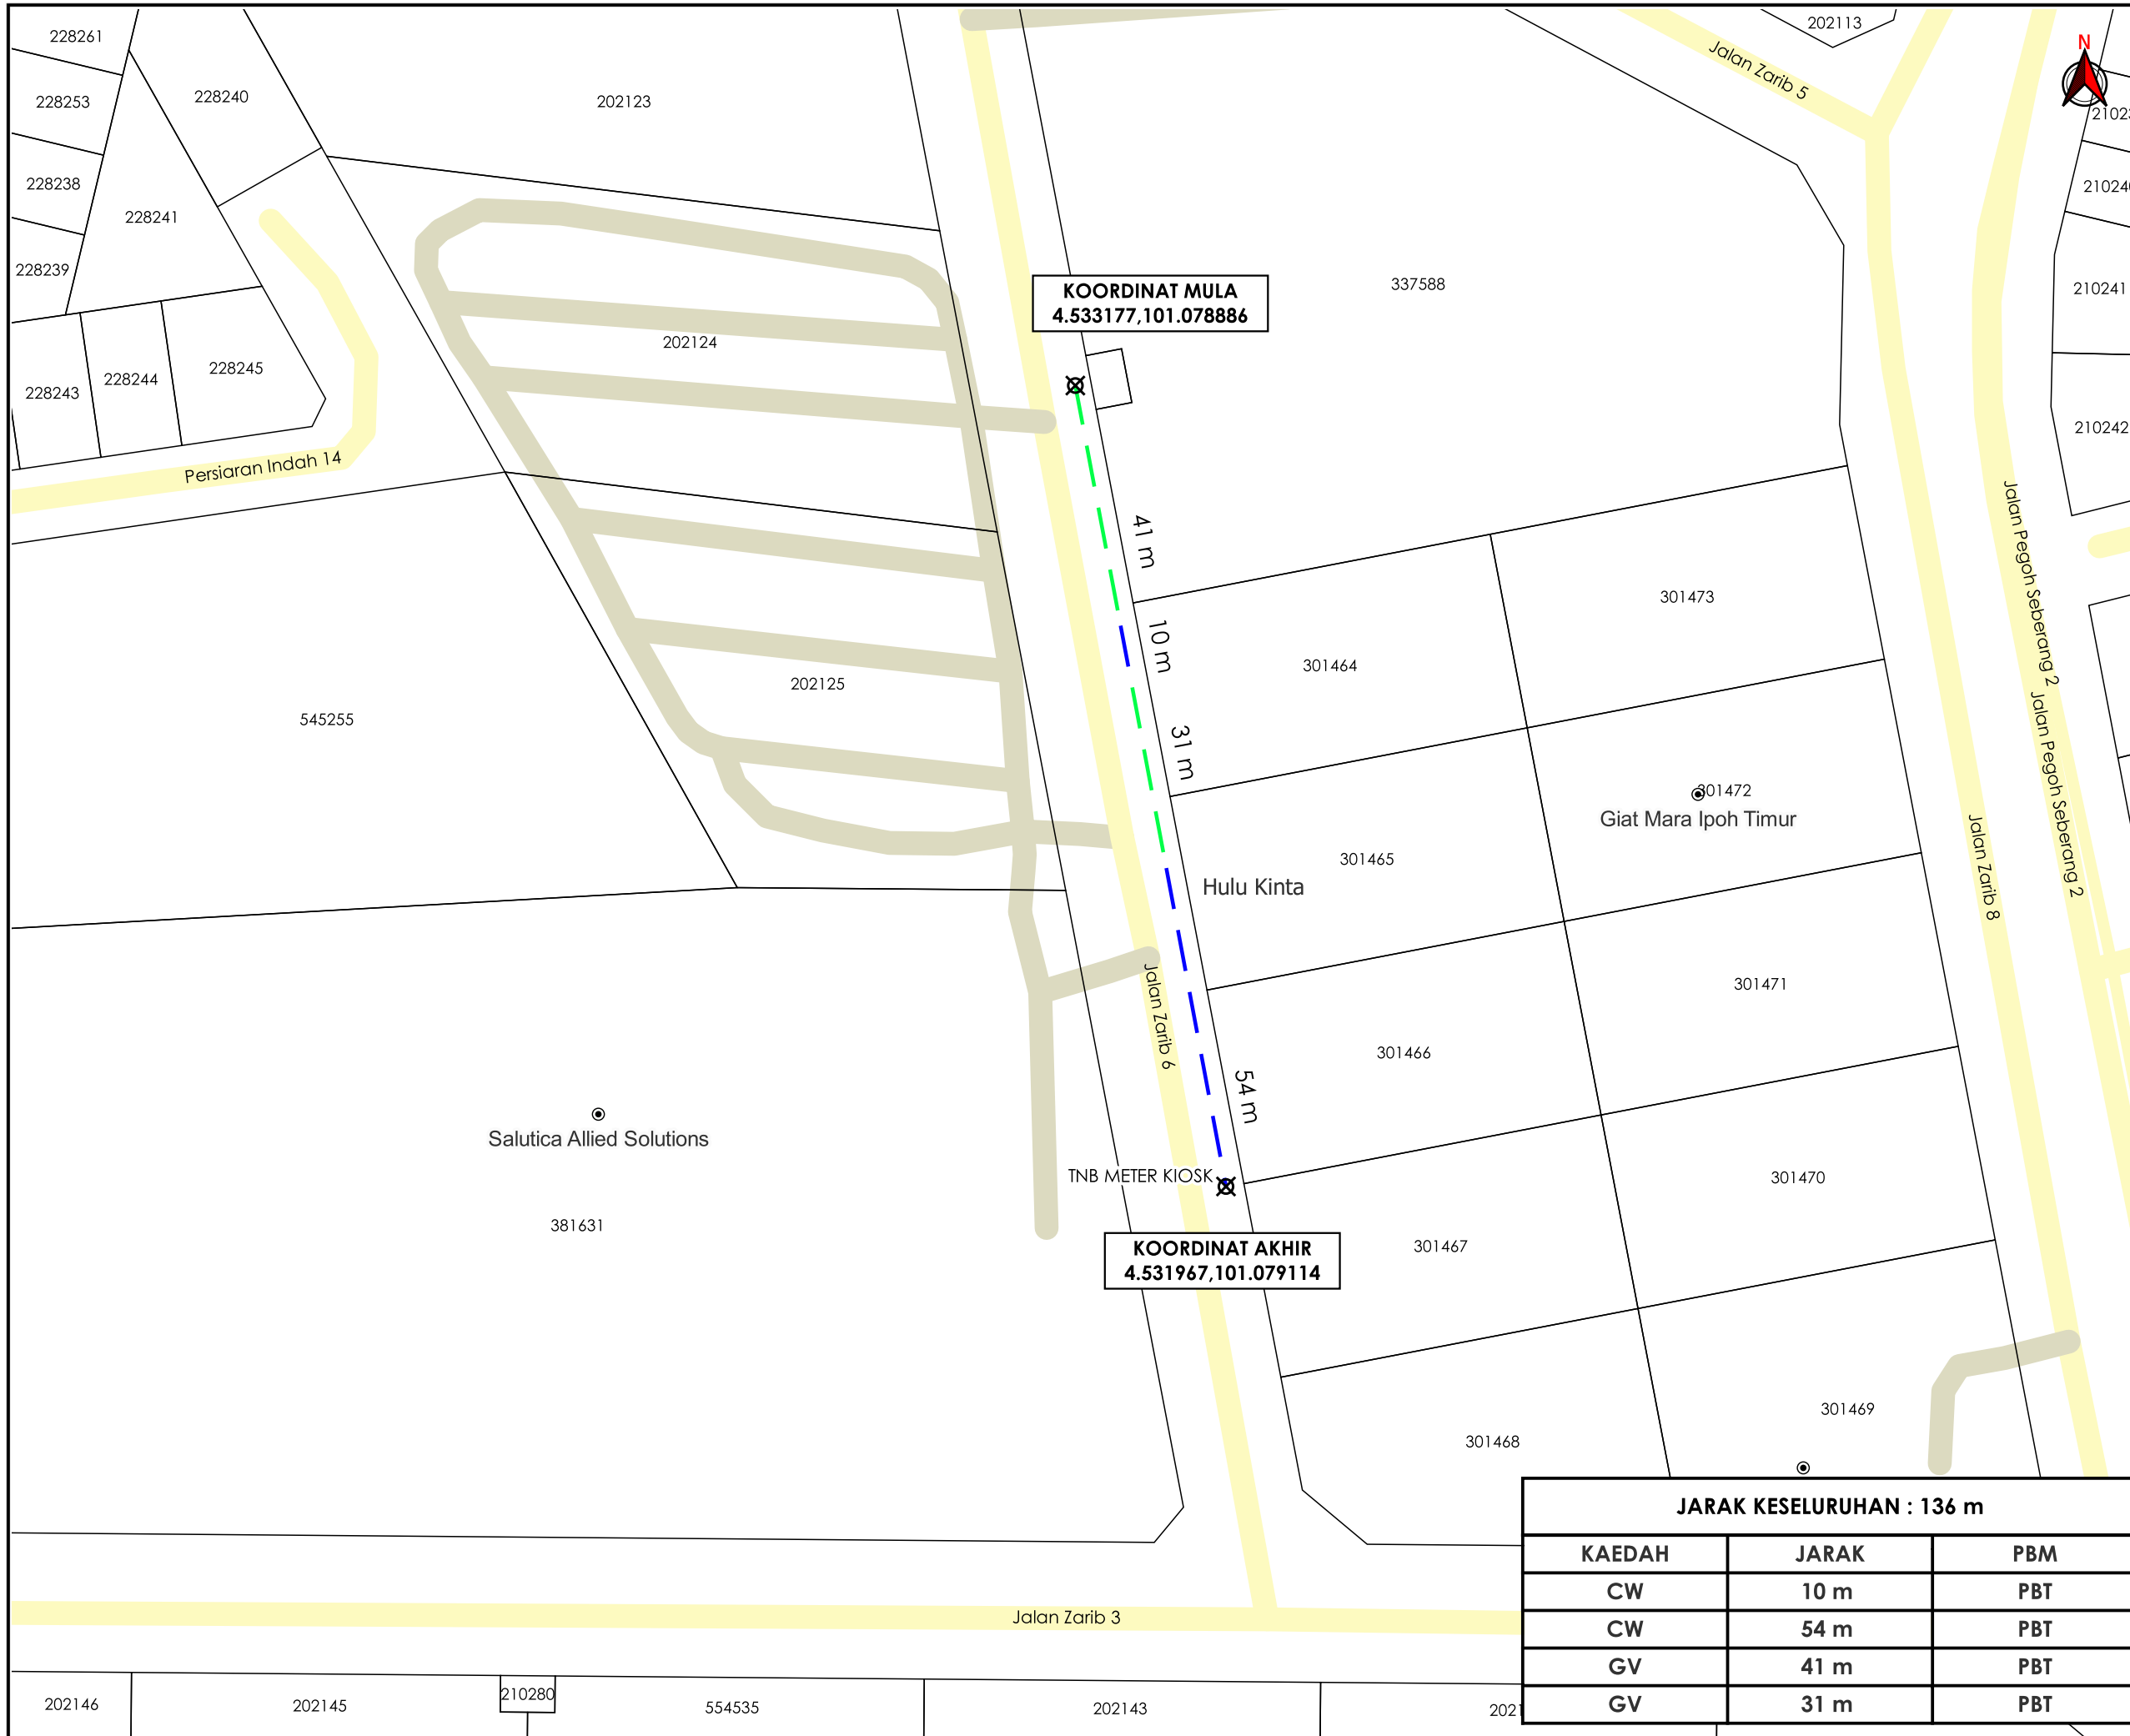 228261
202113
N
Jalan Zarib 5
228253
228240
202123
228238
210240
228241
228239
337588
210241
KOORDINAT MULA
4.533177,101.078886
202124
228243
228244
228245
210242
Persiaran Indah 14
41 m
Jalan Pegoh Seberang 2
301473
10 m
301464
202125
545255
Jalan Pegoh Seberang 2
31 m
301472
Giat Mara Ipoh Timur
301465
Jalan Zarib 8
Hulu Kinta
301471
Jalan Zarib 6
301466
54 m
Salutica Allied Solutions
TNB METER KIOSK
301470
381631
KOORDINAT AKHIR
4.531967,101.079114
301467
301469
301468
JARAK KESELURUHAN : 136 m
KAEDAH JARAK PBM
CW 10 m PBT
CW 54 m PBT
GV 41 m PBT
GV 31 m PBT
Jalan Zarib 3
202146
202145
210280
554535
202143